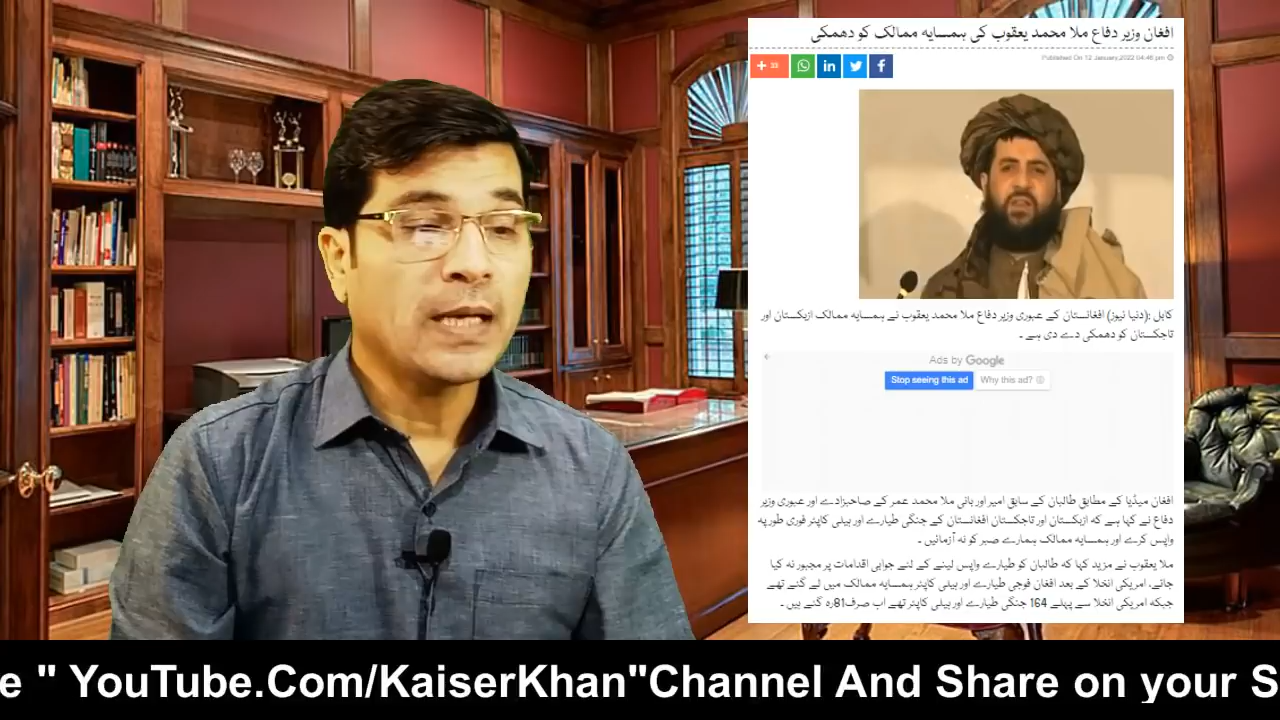 افغان وزیر دفاع ملا محمد یعقوب کی ہمسایہ ممالک کو دھمکی
Published On 12 January,2022 04:46 pm
+ 33
کابل :(دنیا نیوز) افغانستان کے عبوری وزیر دفاع ملا محمد یعقوب نے ہمسایہ ممالک ازبکستان اور
تاجکستان کو دھمکی دے دی ہے ۔
Ads by Google
Stop seeing this ad Why this ad?
افغان میڈیا کے مطابق طالبان کے سابق امیر اور بانی ملا محمد عمر کے صاحبزادے اور عبوری وزیر
دفاع نے کہا ہے کہ ازبکستان اور تاجکستان افغانستان کے جنگی طیارے اور ہیلی کاپٹر فوری طور پہ
واپس کرے اور ہمسایہ ممالک ہمارے صبر کو نہ آزمائیں ۔
ملا یعقوب نے مزید کہا کہ طالبان کو طیارے واپس لینے کے لئے جوابی اقدامات پر مجبور نہ کیا
جائے، امریکی انخلا کے بعد افغان فوجی طیارے اور ہیلی کاپٹر ہمسایہ ممالک میں لے گئے تھے
جبکہ امریکی انخلا سے پہلے 164 جنگی طیارے اور ہیلی کاپٹر تھے اب صرف81رہ گئے ہیں ۔
e " YouTube.Com/KaiserKhan"Channel And Share on your S